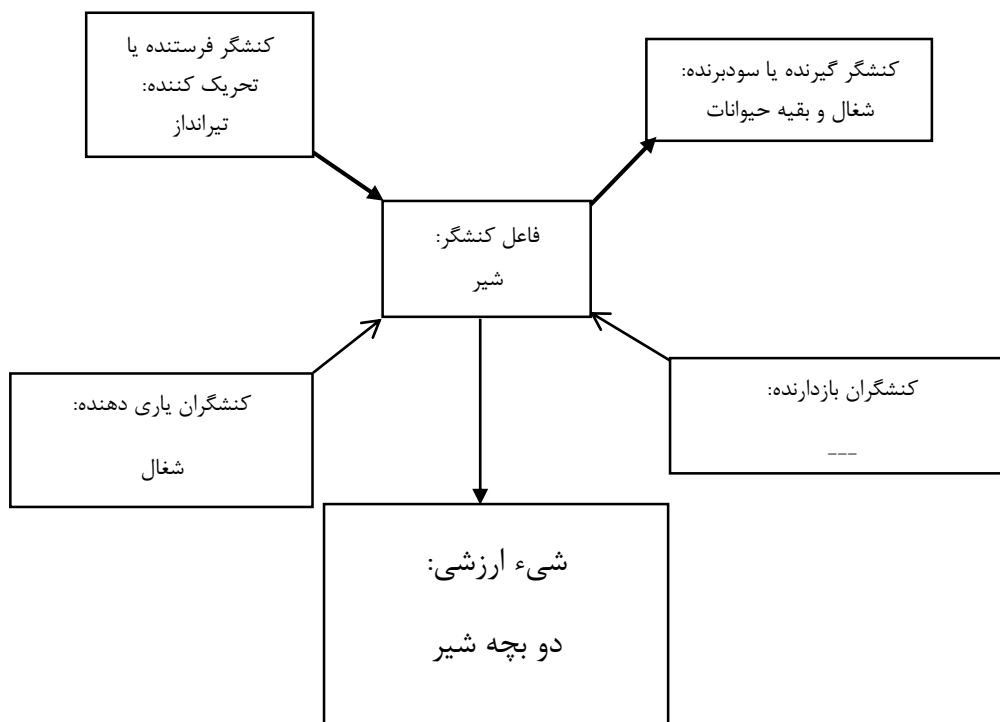 کنشگر فرستنده یا
تحریک کننده:
تیرانداز
کنشگر گیرنده یا سودبرنده:
شغال و بقیه حیوانات
فاعل کنشگر:
شیر
کنشگران یاری دهنده:
شغال
کنشگران بازدارنده:
---
شیء ارزشی:
دو بچه شیر